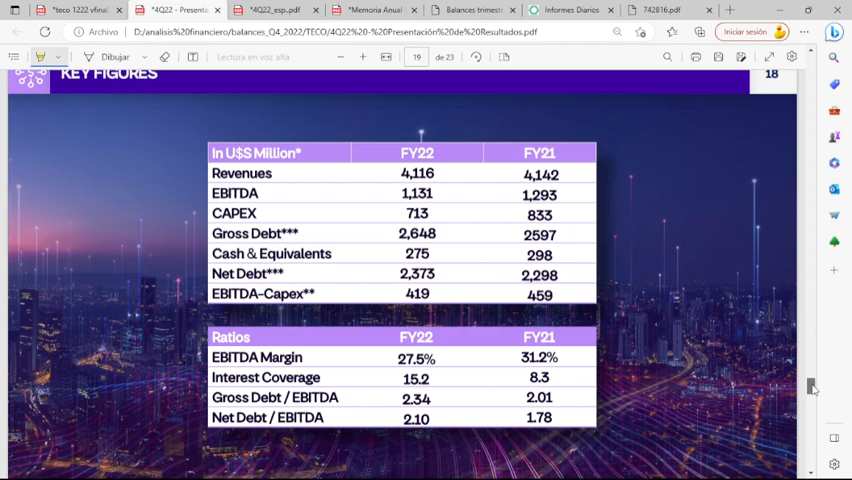 *teco 1222 vfinal
*4Q22 - Presenta
*4Q22_esp.pdf
*Memoria Anual
Balances trimestr
Informes Diarios
742816.pdf
Archivo
D:/analisis%20financiero/balances_Q4_2022/TECO/4Q22%20-%20Presentación%20de%20Resultados.pdf
Iniciar sesión
Dibujar
Lectura en voz alta
19
de 23
KEY FIGURES
18
In U$S Million* FY22 FY21
Revenues 4,116 4,142
EBITDA 1,131 1,293
CAPEX 713 833
Gross Debt*** 2,648 2597
Cash & Equivalents 275 298
Net Debt*** 2,373 2,298
EBITDA-Capex** 419 459
Ratios FY22 FY21
EBITDA Margin 27.5% 31.2%
Interest Coverage 15.2 8.3
Gross Debt / EBITDA 2.34 2.01
Net Debt / EBITDA 2.10 1.78